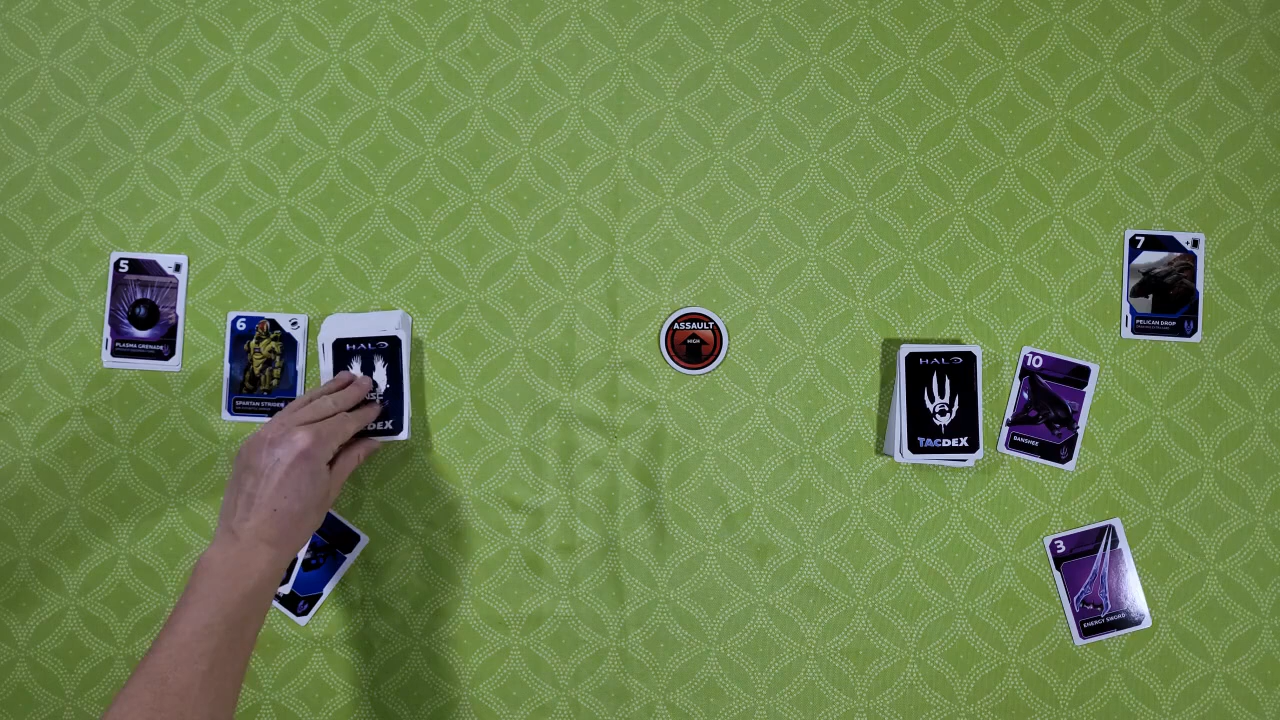 5
PLASMA GRENADE
6
SPARTAN STRIDER
HALO
DEX
ASSAULT
HIGH
HALO
TACDEX
10
BANSHEE
7
+
PELICAN DROP
3
ENERGY SWORD